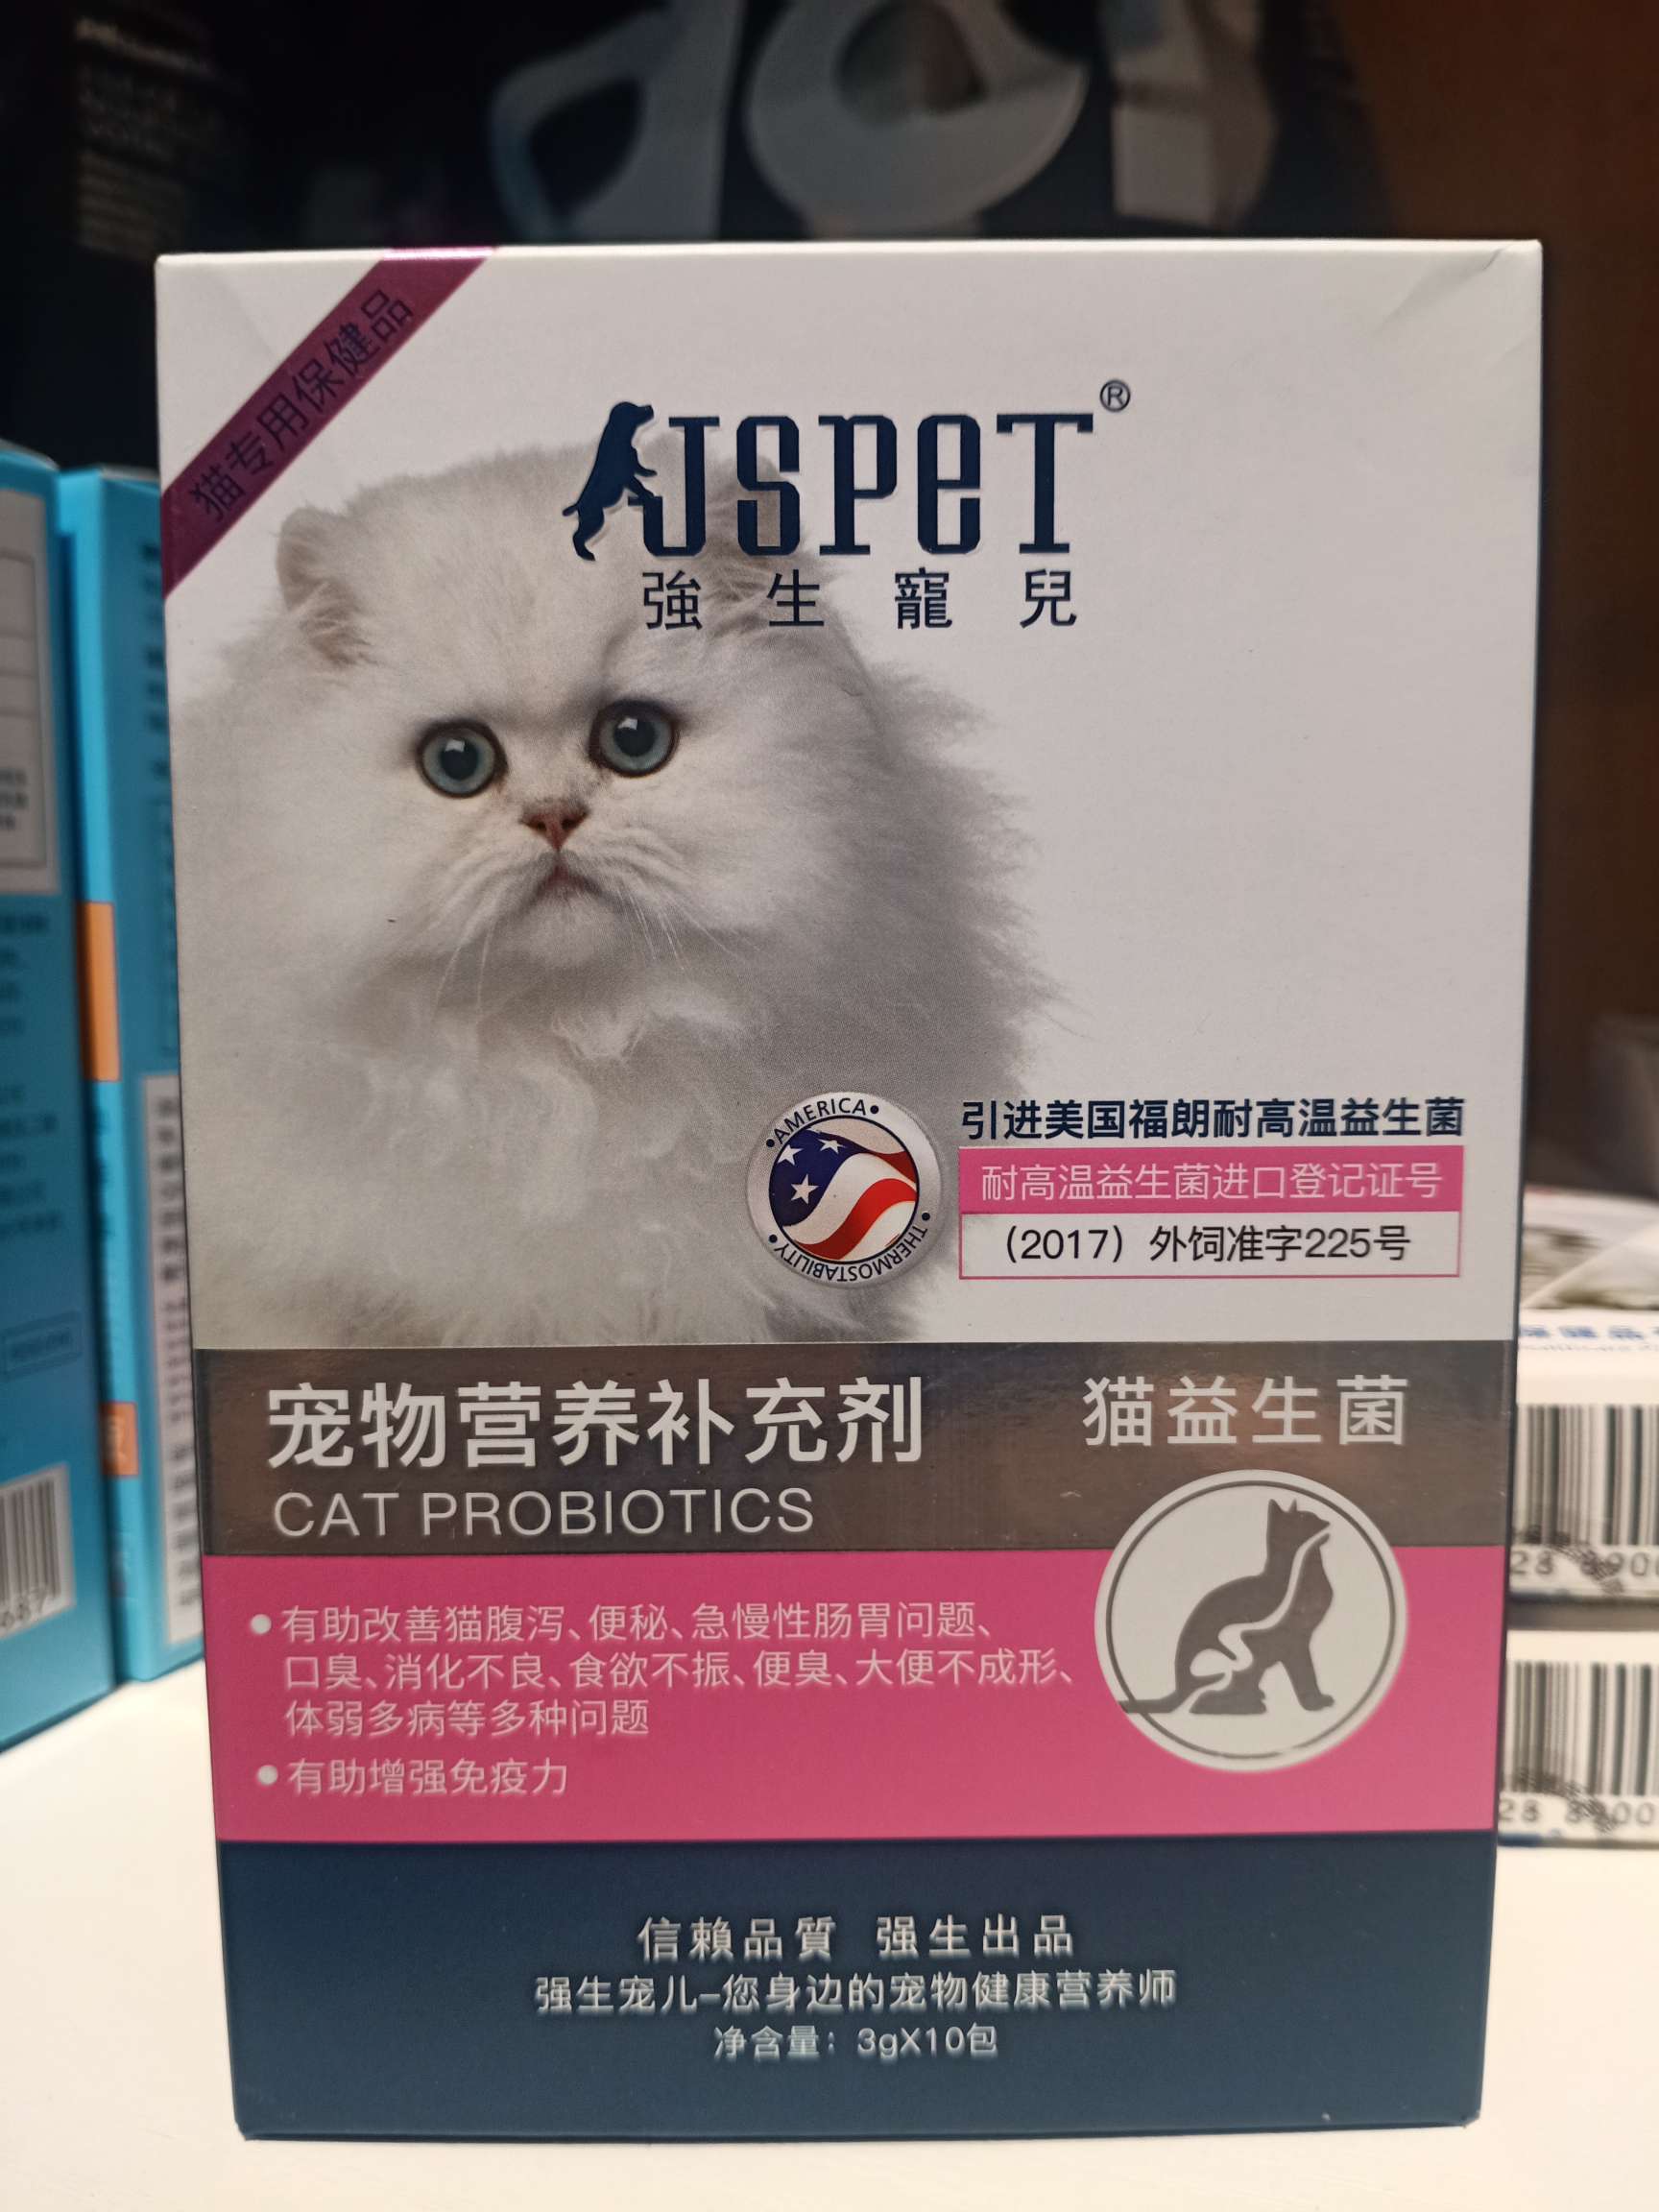 猫专用保健品
JSPET®
強生寵兒
AMERICA
THERMOSTABILITY
引进美国福朗耐高温益生菌
耐高温益生菌进口登记证号
（2017）外饲准字225号
宠物营养补充剂
猫益生菌
CAT PROBIOTICS
有助改善猫腹泻、便秘、急慢性肠胃问题、
口臭、消化不良、食欲不振、便臭、大便不成形、
体弱多病等多种问题
有助增强免疫力
信賴品質 强生出品
强生宠儿–您身边的宠物健康营养师
净含量：3gX10包